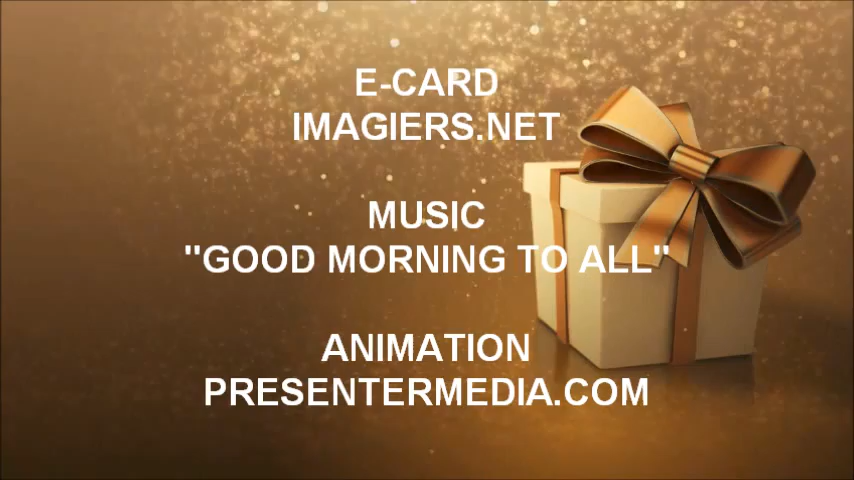 E-CARD
IMAGIERS.NET
MUSIC
"GOOD MORNING TO ALL"
ANIMATION
PRESENTERMEDIA.COM